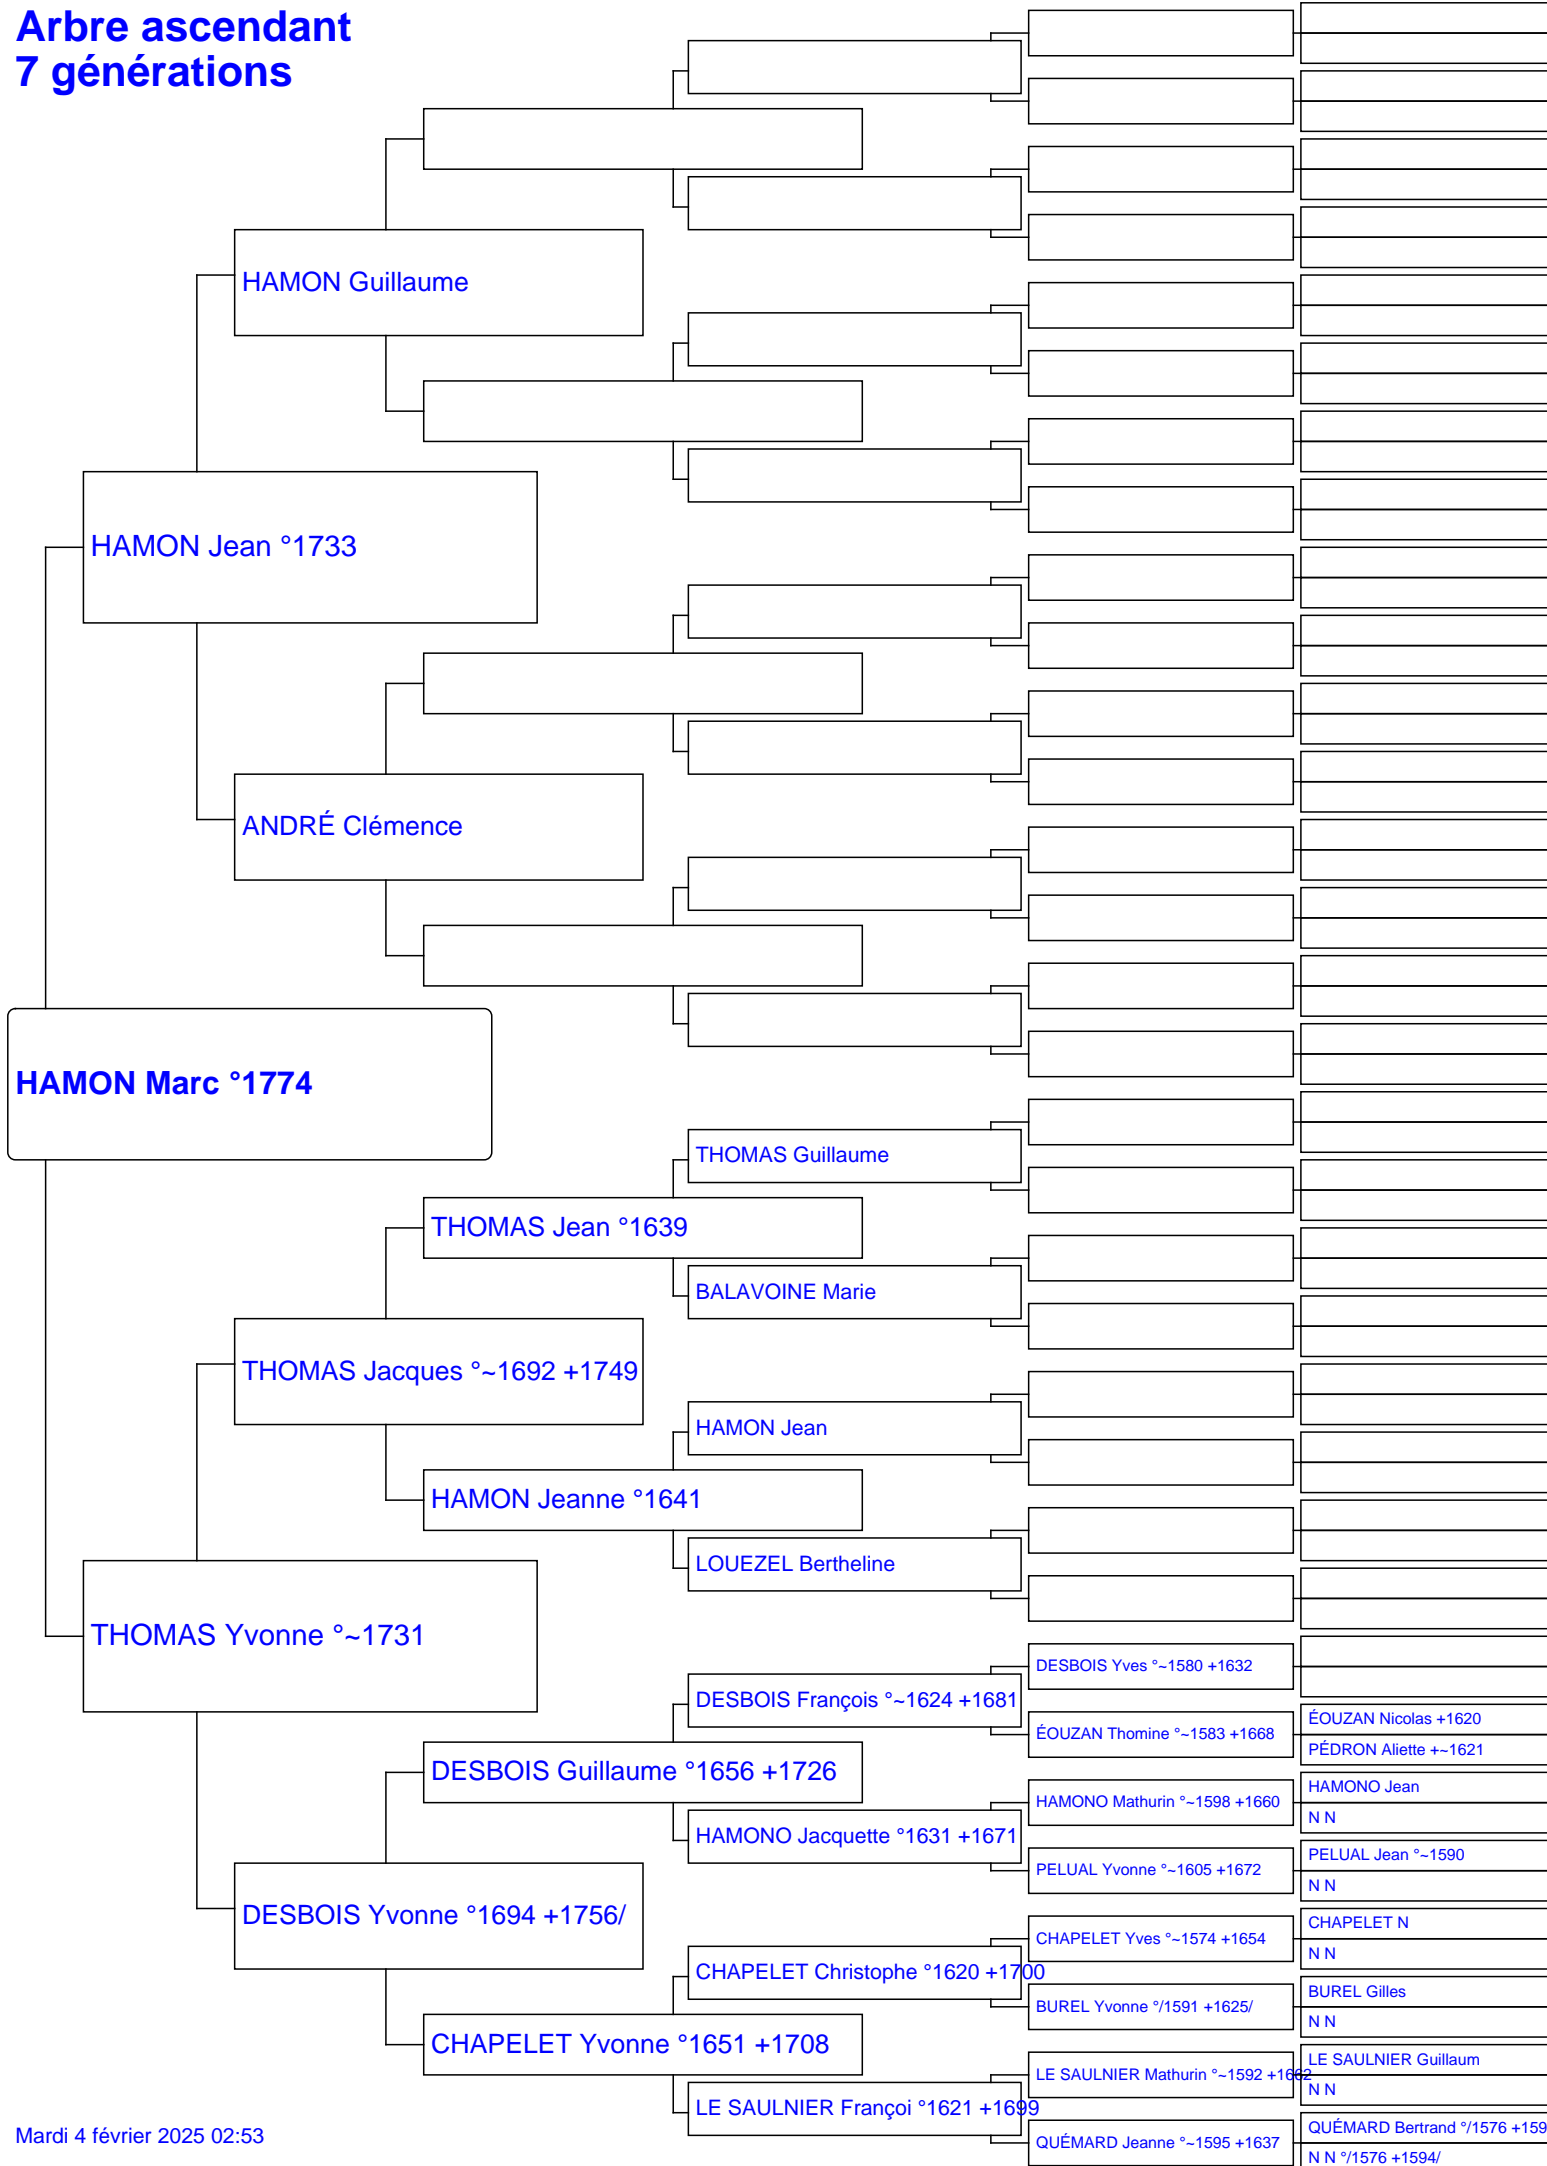 Arbre ascendant
7 générations
HAMON Guillaume
HAMON Jean °1733
ANDRÉ Clémence
HAMON Marc °1774
THOMAS Guillaume
THOMAS Jean °1639
BALAVOINE Marie
THOMAS Jacques °~1692 +1749
HAMON Jean
HAMON Jeanne °1641
LOUEZEL Bertheline
THOMAS Yvonne °~1731
DESBOIS Yves °~1580 +1632
DESBOIS François °~1624 +1681
ÉOUZAN Nicolas +1620
ÉOUZAN Thomine °~1583 +1668
PÉDRON Aliette +~1621
DESBOIS Guillaume °1656 +1726
HAMONO Jean
HAMONO Mathurin °~1598 +1660
N N
HAMONO Jacquette °1631 +1671
PELUAL Jean °~1590
PELUAL Yvonne °~1605 +1672
N N
DESBOIS Yvonne °1694 +1756/
CHAPELET N
CHAPELET Yves °~1574 +1654
N N
CHAPELET Christophe °1620 +1700
BUREL Gilles
BUREL Yvonne °/1591 +1625/
N N
CHAPELET Yvonne °1651 +1708
LE SAULNIER Guillaum
LE SAULNIER Mathurin °~1592 +1662
N N
LE SAULNIER Françoi °1621 +1699
QUÉMARD Bertrand °/1576 +159
QUÉMARD Jeanne °~1595 +1637
N N °/1576 +1594/
Mardi 4 février 2025 02:53